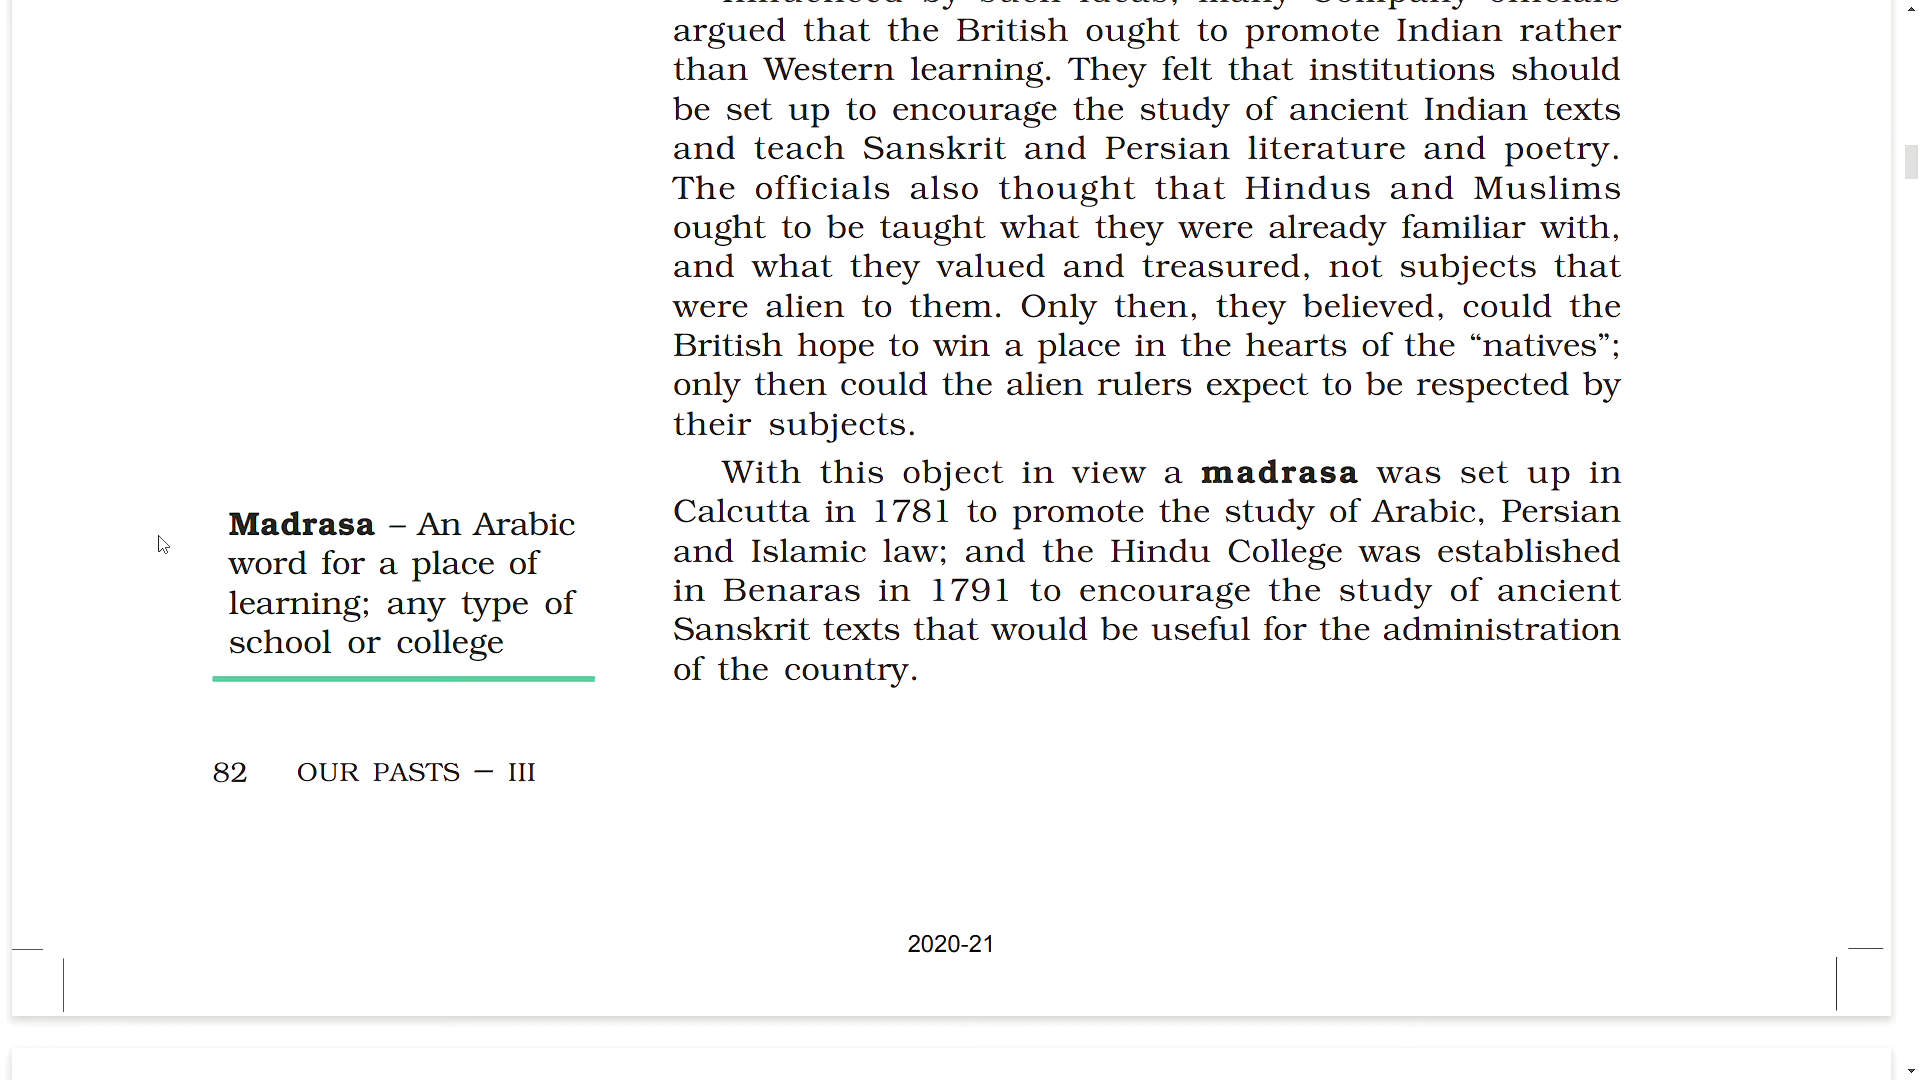 argued that the British ought to promote Indian rather
than Western learning. They felt that institutions should
be set up to encourage the study of ancient Indian texts
and teach Sanskrit and Persian literature and poetry.
The officials also thought that Hindus and Muslims
ought to be taught what they were already familiar with,
and what they valued and treasured, not subjects that
were alien to them. Only then, they believed, could the
British hope to win a place in the hearts of the “natives”;
only then could the alien rulers expect to be respected by
their subjects.
With this object in view a madrasa was set up in
Calcutta in 1781 to promote the study of Arabic, Persian
and Islamic law; and the Hindu College was established
in Benaras in 1791 to encourage the study of ancient
Sanskrit texts that would be useful for the administration
of the country.
Madrasa – An Arabic
word for a place of
learning; any type of
school or college
82 OUR PASTS – III
2020-21